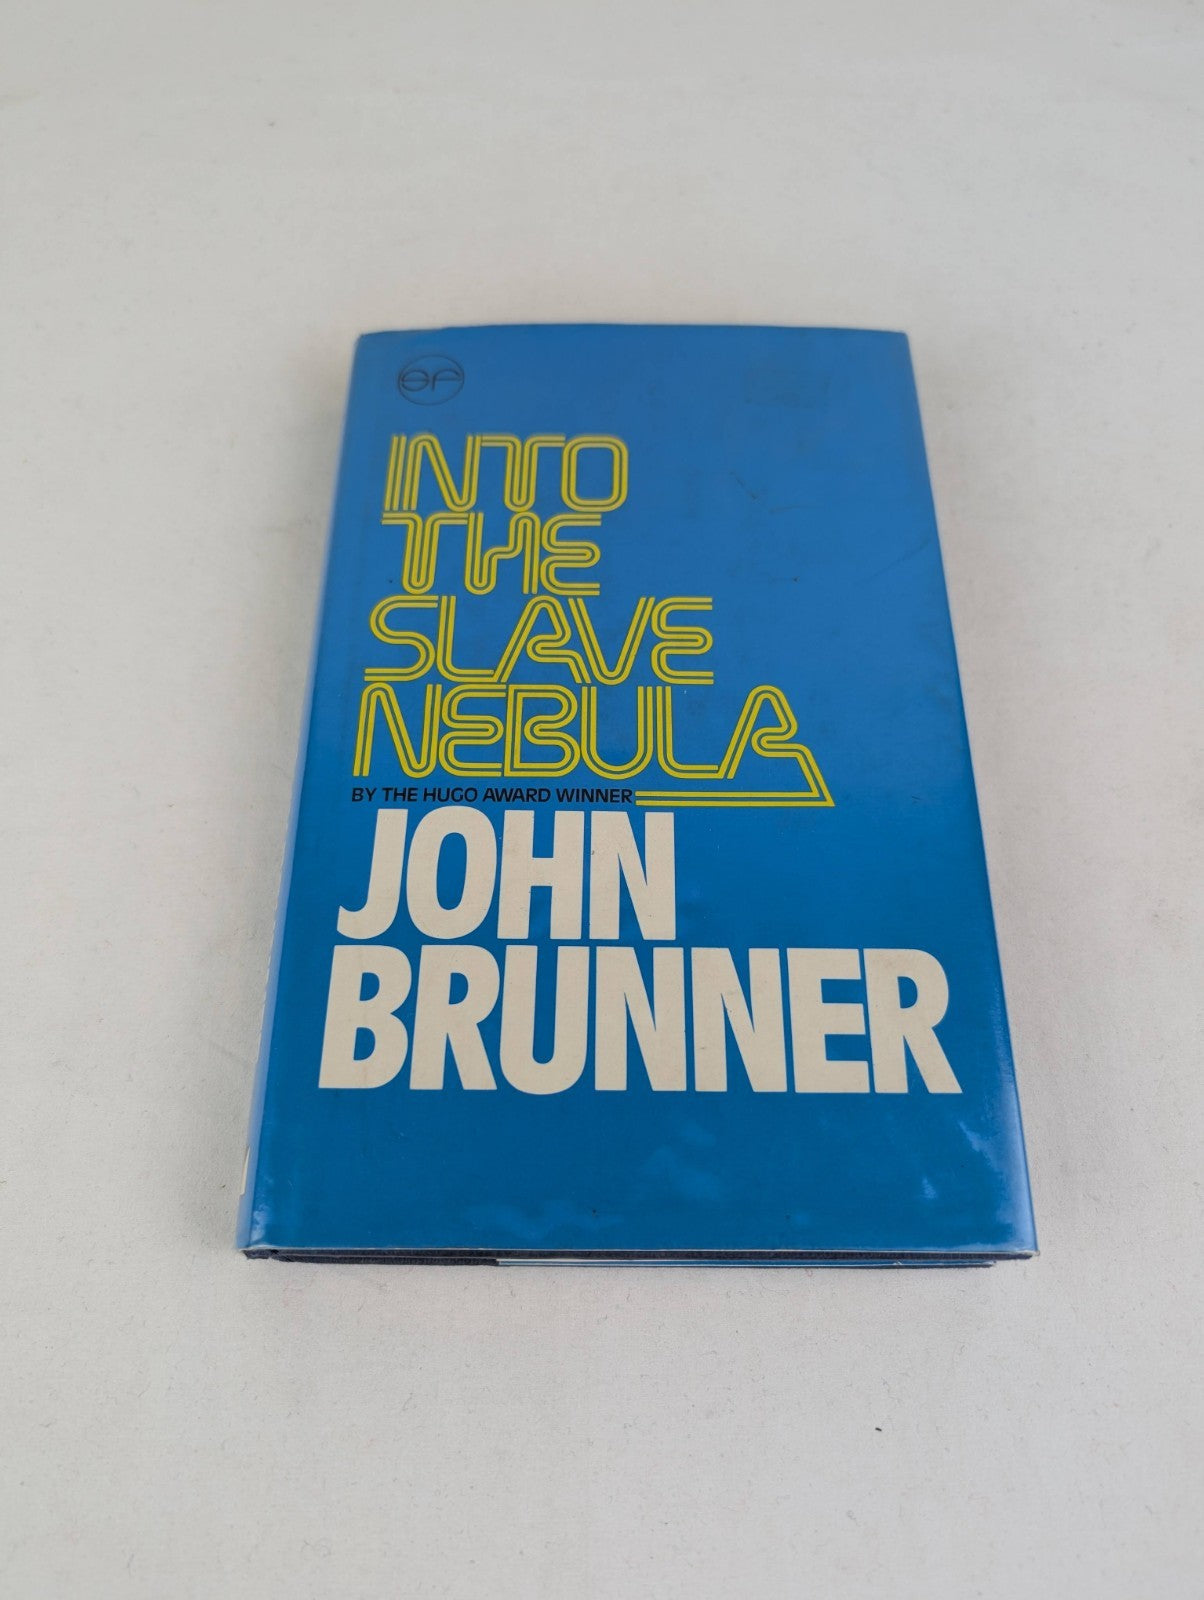 SF
INTO
THE
SLAVE
NEBULA
BY THE HUGO AWARD WINNER
JOHN
BRUNNER